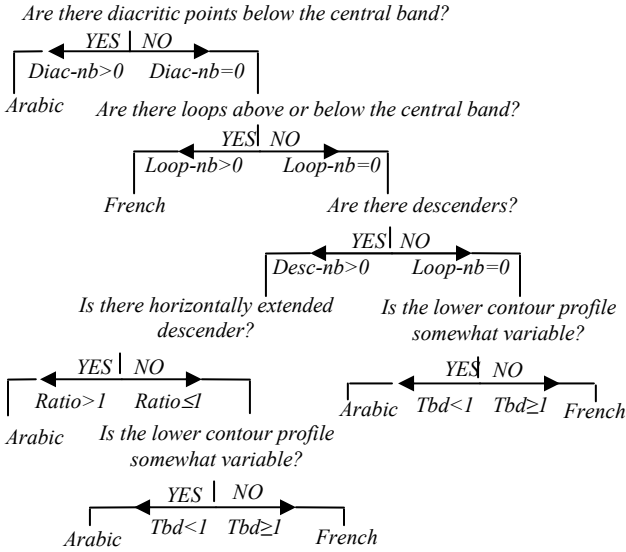 Are there diacritic points below the central band?
YES NO
Diac-nb>0 Diac-nb=0
Arabic
Are there loops above or below the central band?
YES NO
Loop-nb>0 Loop-nb=0
French
Are there descenders?
YES NO
Desc-nb>0 Loop-nb=0
Is there horizontally extended
descender?
Is the lower contour profile
somewhat variable?
YES NO
Ratio>1 Ratio≤1
Arabic
YES NO
Tbd<1 Tbd≥1
Arabic
French
Is the lower contour profile
somewhat variable?
YES NO
Tbd<1 Tbd≥1
Arabic
French